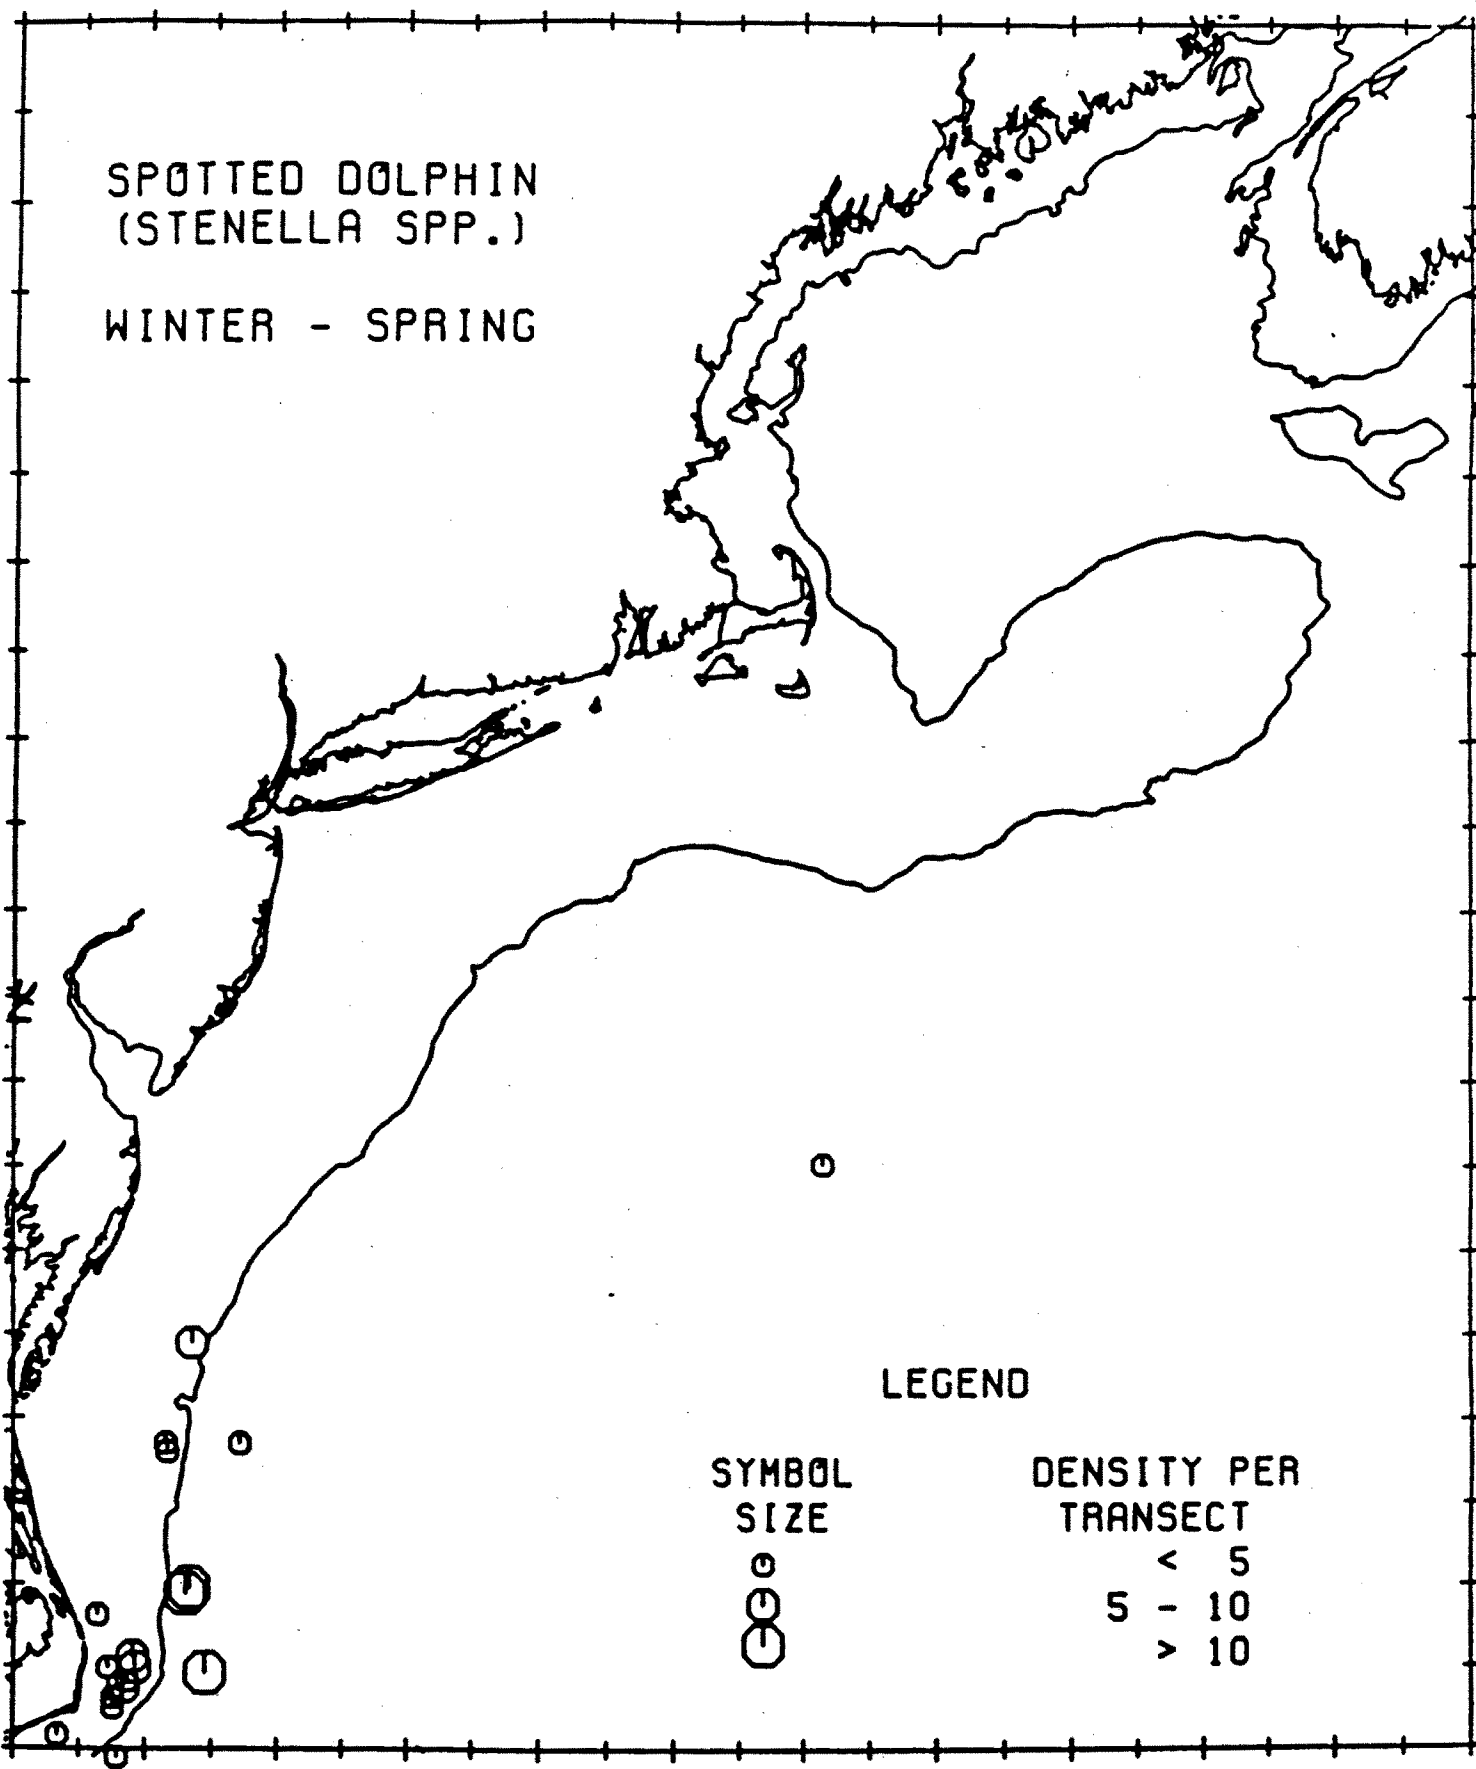 SPOTTED DOLPHIN
(STENELLA SPP.)
WINTER - SPRING
LEGEND
SYMBOL SIZE
DENSITY PER TRANSECT
< 5
5 - 10
> 10